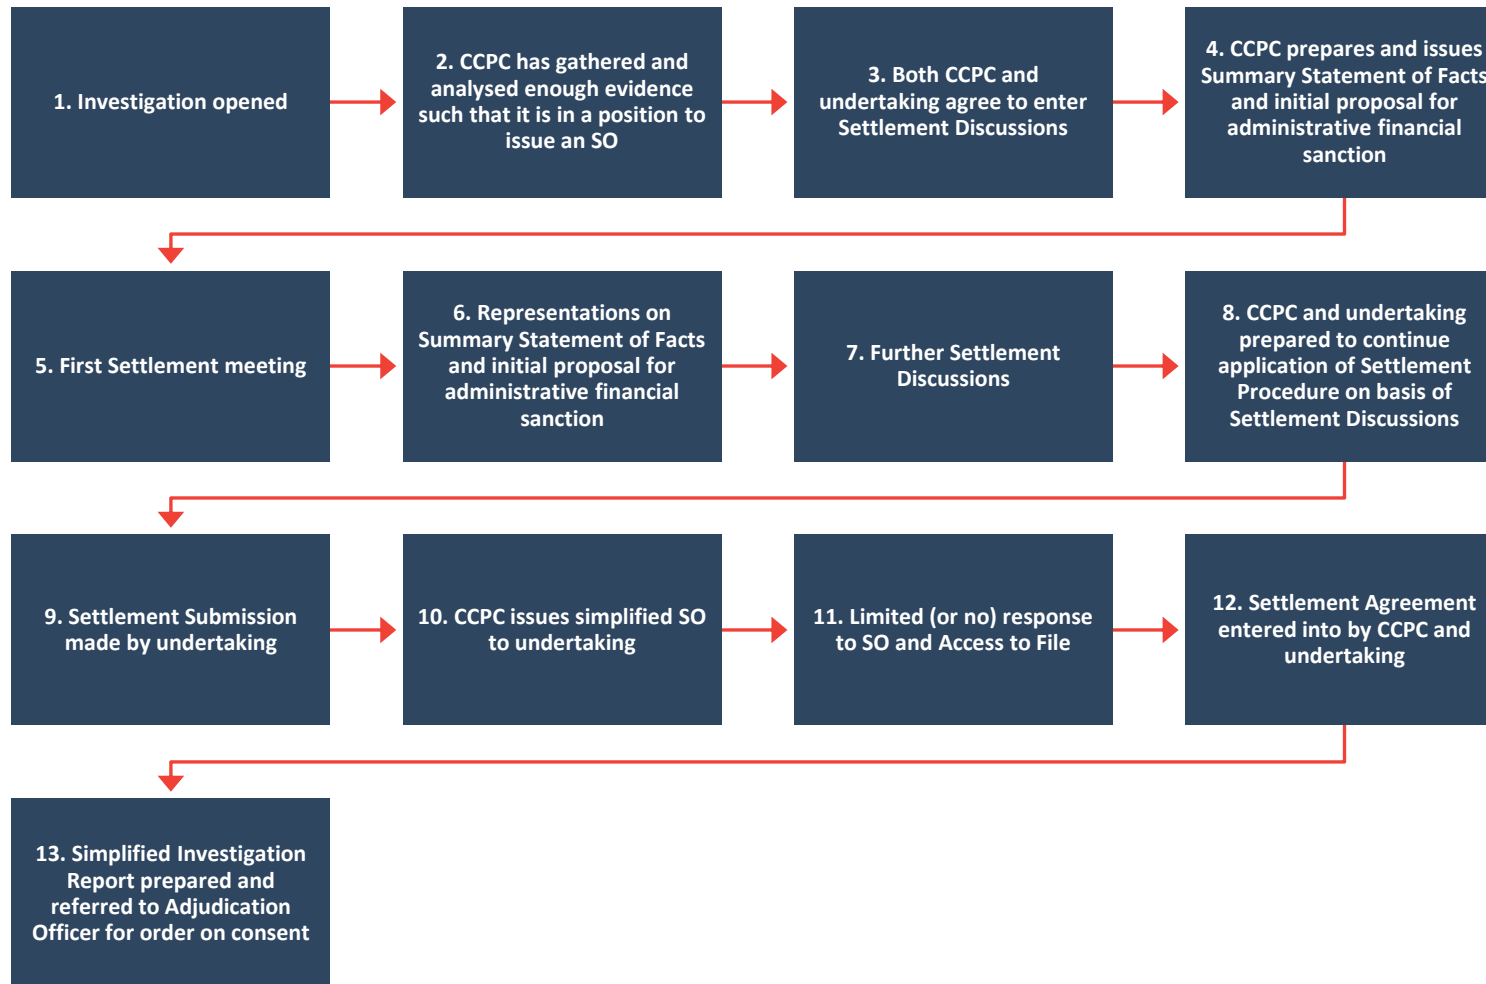 1. Investigation opened
2. CCPC has gathered and
analysed enough evidence
such that it is in a position to
issue an SO
3. Both CCPC and
undertaking agree to enter
Settlement Discussions
4. CCPC prepares and issues
Summary Statement of Facts
and initial proposal for
administrative financial
sanction
5. First Settlement meeting
6. Representations on
Summary Statement of Facts
and initial proposal for
administrative financial
sanction
7. Further Settlement
Discussions
8. CCPC and undertaking
prepared to continue
application of Settlement
Procedure on basis of
Settlement Discussions
9. Settlement Submission
made by undertaking
10. CCPC issues simplified SO
to undertaking
11. Limited (or no) response
to SO and Access to File
12. Settlement Agreement
entered into by CCPC and
undertaking
13. Simplified Investigation
Report prepared and
referred to Adjudication
Officer for order on consent